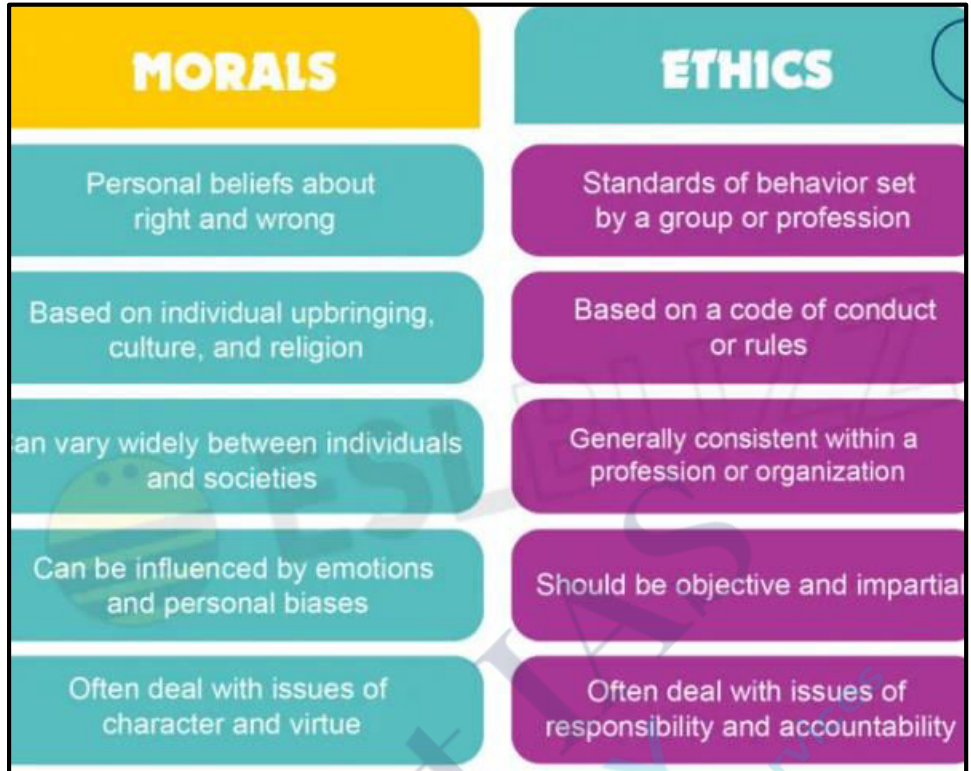 MORALS
ETHICS
Personal beliefs about
right and wrong
Standards of behavior set
by a group or profession
Based on individual upbringing,
culture, and religion
Based on a code of conduct
or rules
an vary widely between individuals
and societies
Generally consistent within a
profession or organization
Can be influenced by emotions
and personal biases
Should be objective and impartial
Often deal with issues of
character and virtue
Often deal with issues of
responsibility and accountability
ESLBUZZ
IAS